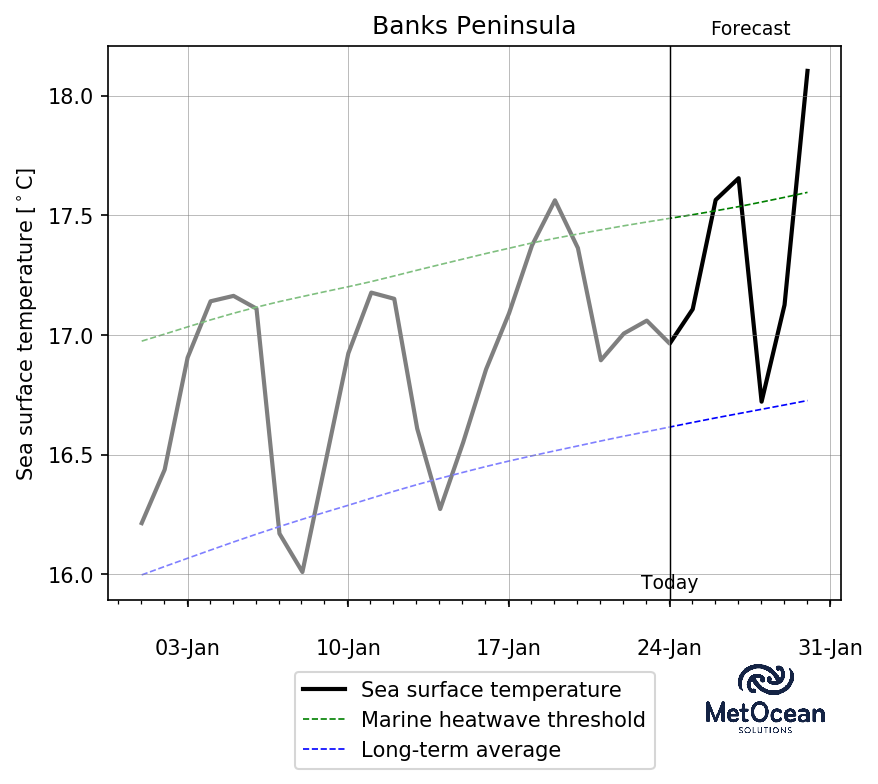 Banks Peninsula
Forecast
Sea surface temperature [°C]
18.0
17.5
17.0
16.5
16.0
Today
03-Jan
10-Jan
17-Jan
24-Jan
31-Jan
Sea surface temperature
Marine heatwave threshold
Long-term average
MetOcean
SOLUTIONS